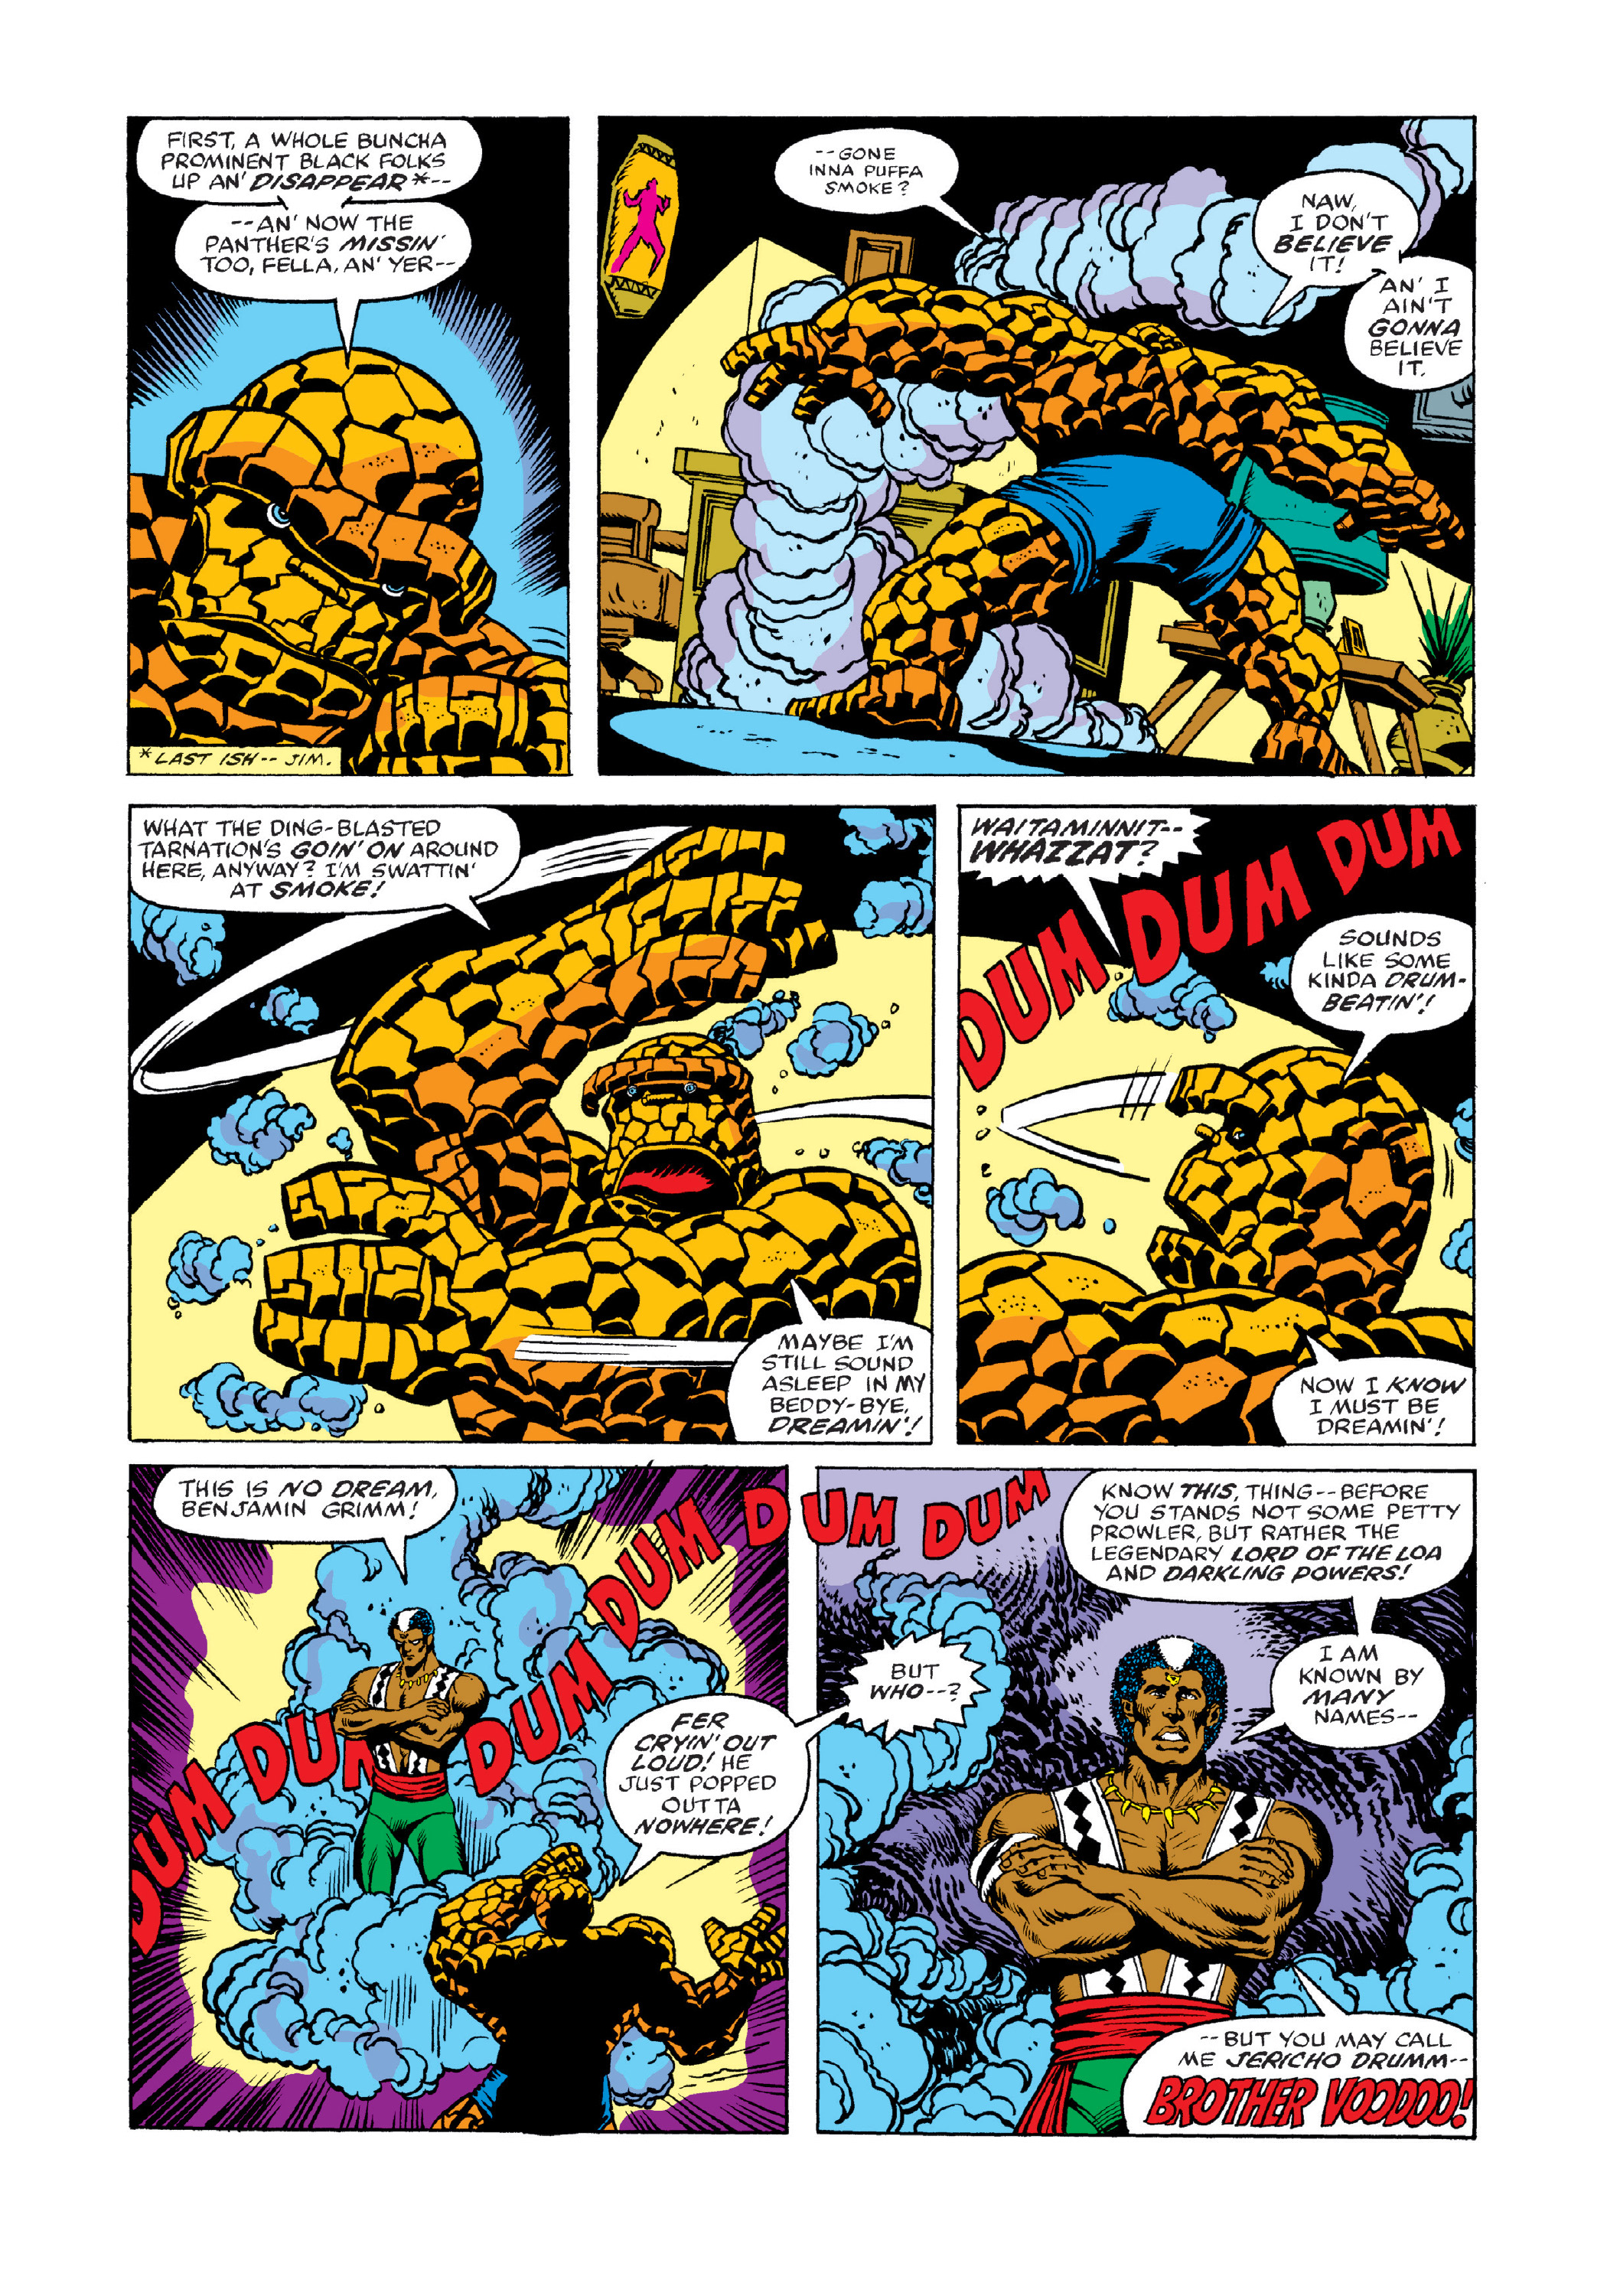 FIRST, A WHOLE BUNCHA
PROMINENT BLACK FOLKS
UP AN' DISAPPEAR*--
--AN' NOW THE
PANTHER'S MISSIN'
TOO, FELLA, AN' YER--
*LAST ISH-- JIM.
--GONE
INNA PUFFA
SMOKE?
NAW,
I DON'T
BELIEVE
IT!
AN' I
AIN'T
GONNA
BELIEVE
IT.
WHAT THE DING-BLASTED
TARNATION'S GOIN' ON AROUND
HERE, ANYWAY? I'M SWATTIN'
AT SMOKE!
MAYBE I'M
STILL SOUND
ASLEEP IN MY
BEDDY-BYE,
DREAMIN'!
WAITAMINNIT--
WHAZZAT?
DUM DUM DUM
SOUNDS
LIKE SOME
KINDA DRUM-
BEATIN'!
NOW I KNOW
I MUST BE
DREAMIN'!
THIS IS NO DREAM,
BENJAMIN GRIMM!
DUM DUM DUM DUM DUM DUM
FER
CRYIN' OUT
LOUD! HE
JUST POPPED
OUTTA
NOWHERE!
BUT
WHO--?
KNOW THIS, THING--BEFORE
YOU STANDS NOT SOME PETTY
PROWLER, BUT RATHER THE
LEGENDARY LORD OF THE LOA
AND DARKLING POWERS!
I AM
KNOWN BY
MANY
NAMES--
--BUT YOU MAY CALL
ME JERICHO DRUMM--
BROTHER VOODOO!